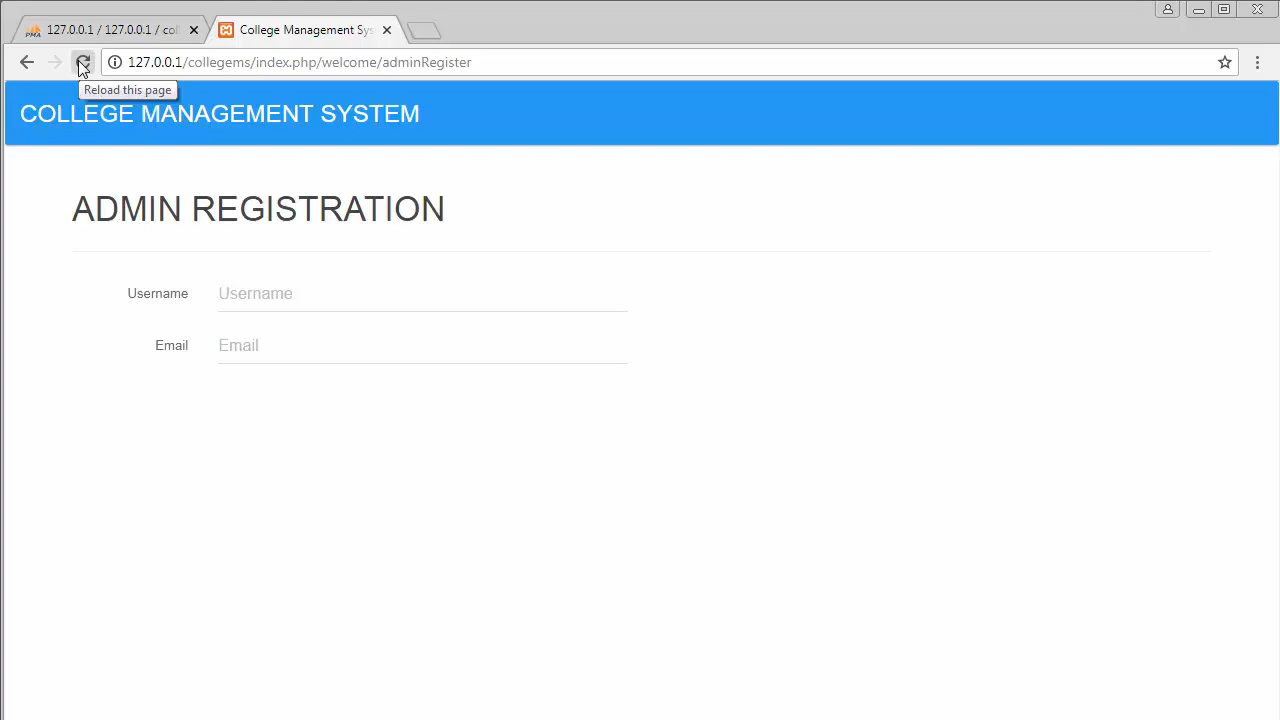 127.0.0.1 / 127.0.0.1 / col
College Management Sys
127.0.0.1/collegems/index.php/welcome/adminRegister
Reload this page
COLLEGE MANAGEMENT SYSTEM
ADMIN REGISTRATION
Username Username
Email Email